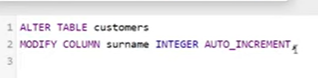 1 ALTER TABLE customers
2 MODIFY COLUMN surname INTEGER AUTO_INCREMENT,
3